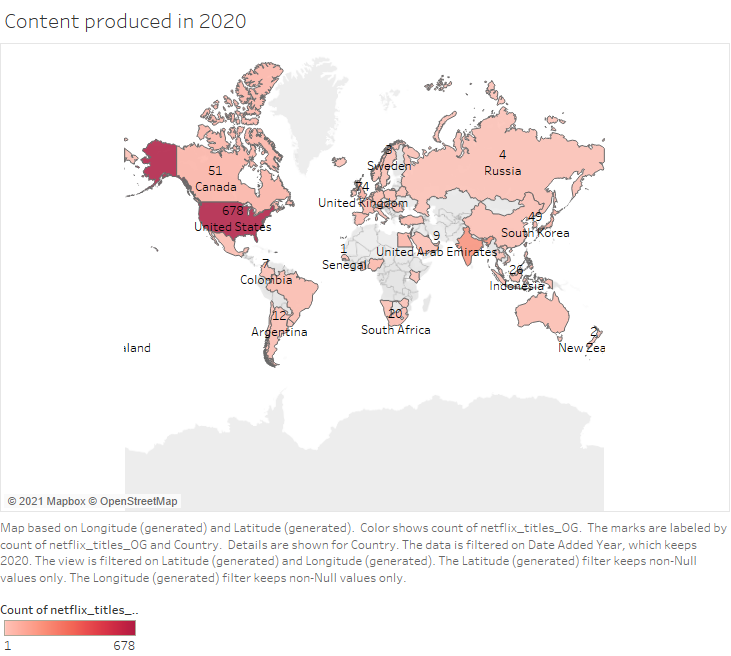 Content produced in 2020
3
Sweden
4
Russia
51
Canada
74
United Kingdom
678
United States
49
South Korea
9
United Arab Emirates
1
Senegal
7
Colombia
26
Indonesia
12
Argentina
20
South Africa
2
aland
New Zea
© 2021 Mapbox © OpenStreetMap
Map based on Longitude (generated) and Latitude (generated).  Color shows count of netflix_titles_OG.  The marks are labeled by
count of netflix_titles_OG and Country.  Details are shown for Country. The data is filtered on Date Added Year, which keeps
2020. The view is filtered on Latitude (generated) and Longitude (generated). The Latitude (generated) filter keeps non-Null
values only. The Longitude (generated) filter keeps non-Null values only.
Count of netflix_titles_..
1
678